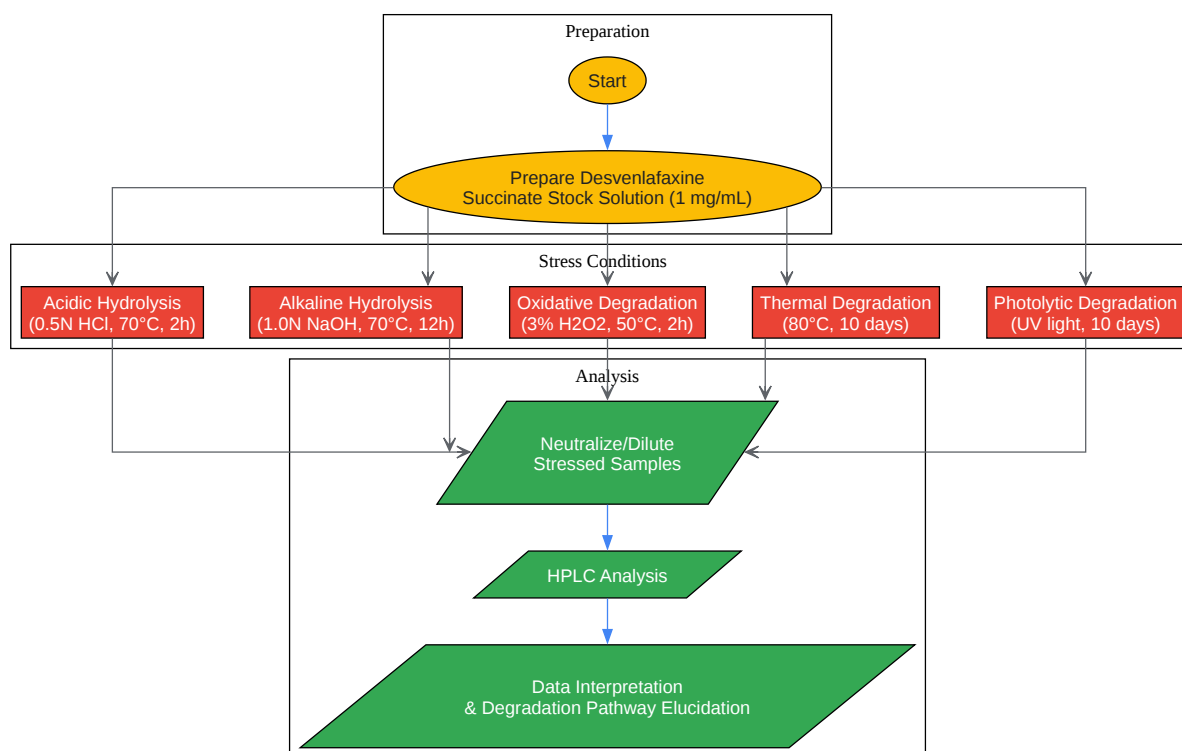 Preparation
Start
Prepare Desvenlafaxine
Succinate Stock Solution (1 mg/mL)
Stress Conditions
Acidic Hydrolysis
(0.5N HCl, 70°C, 2h)
Alkaline Hydrolysis
(1.0N NaOH, 70°C, 12h)
Oxidative Degradation
(3% H2O2, 50°C, 2h)
Thermal Degradation
(80°C, 10 days)
Photolytic Degradation
(UV light, 10 days)
Analysis
Neutralize/Dilute
Stressed Samples
HPLC Analysis
Data Interpretation
& Degradation Pathway Elucidation